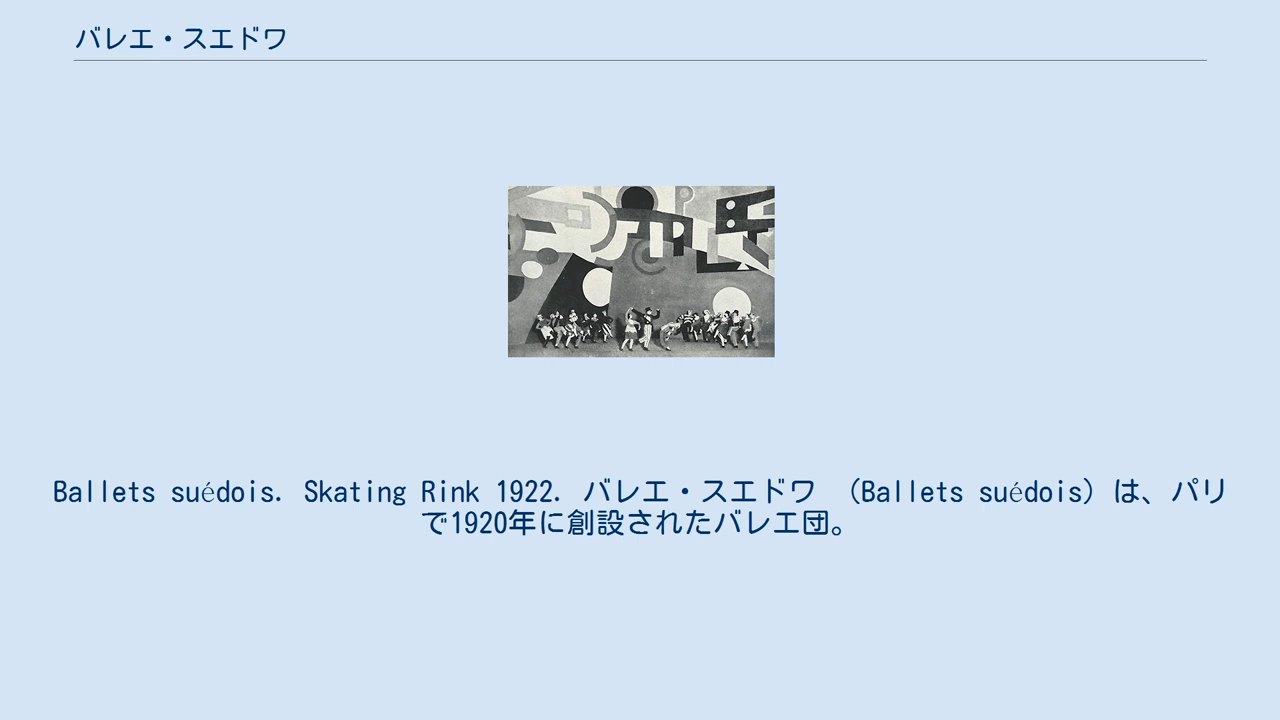 バレエ・スエドワ
Ballets suédois. Skating Rink 1922. バレエ・スエドワ （Ballets suédois）は、パリ
で1920年に創設されたバレエ団。